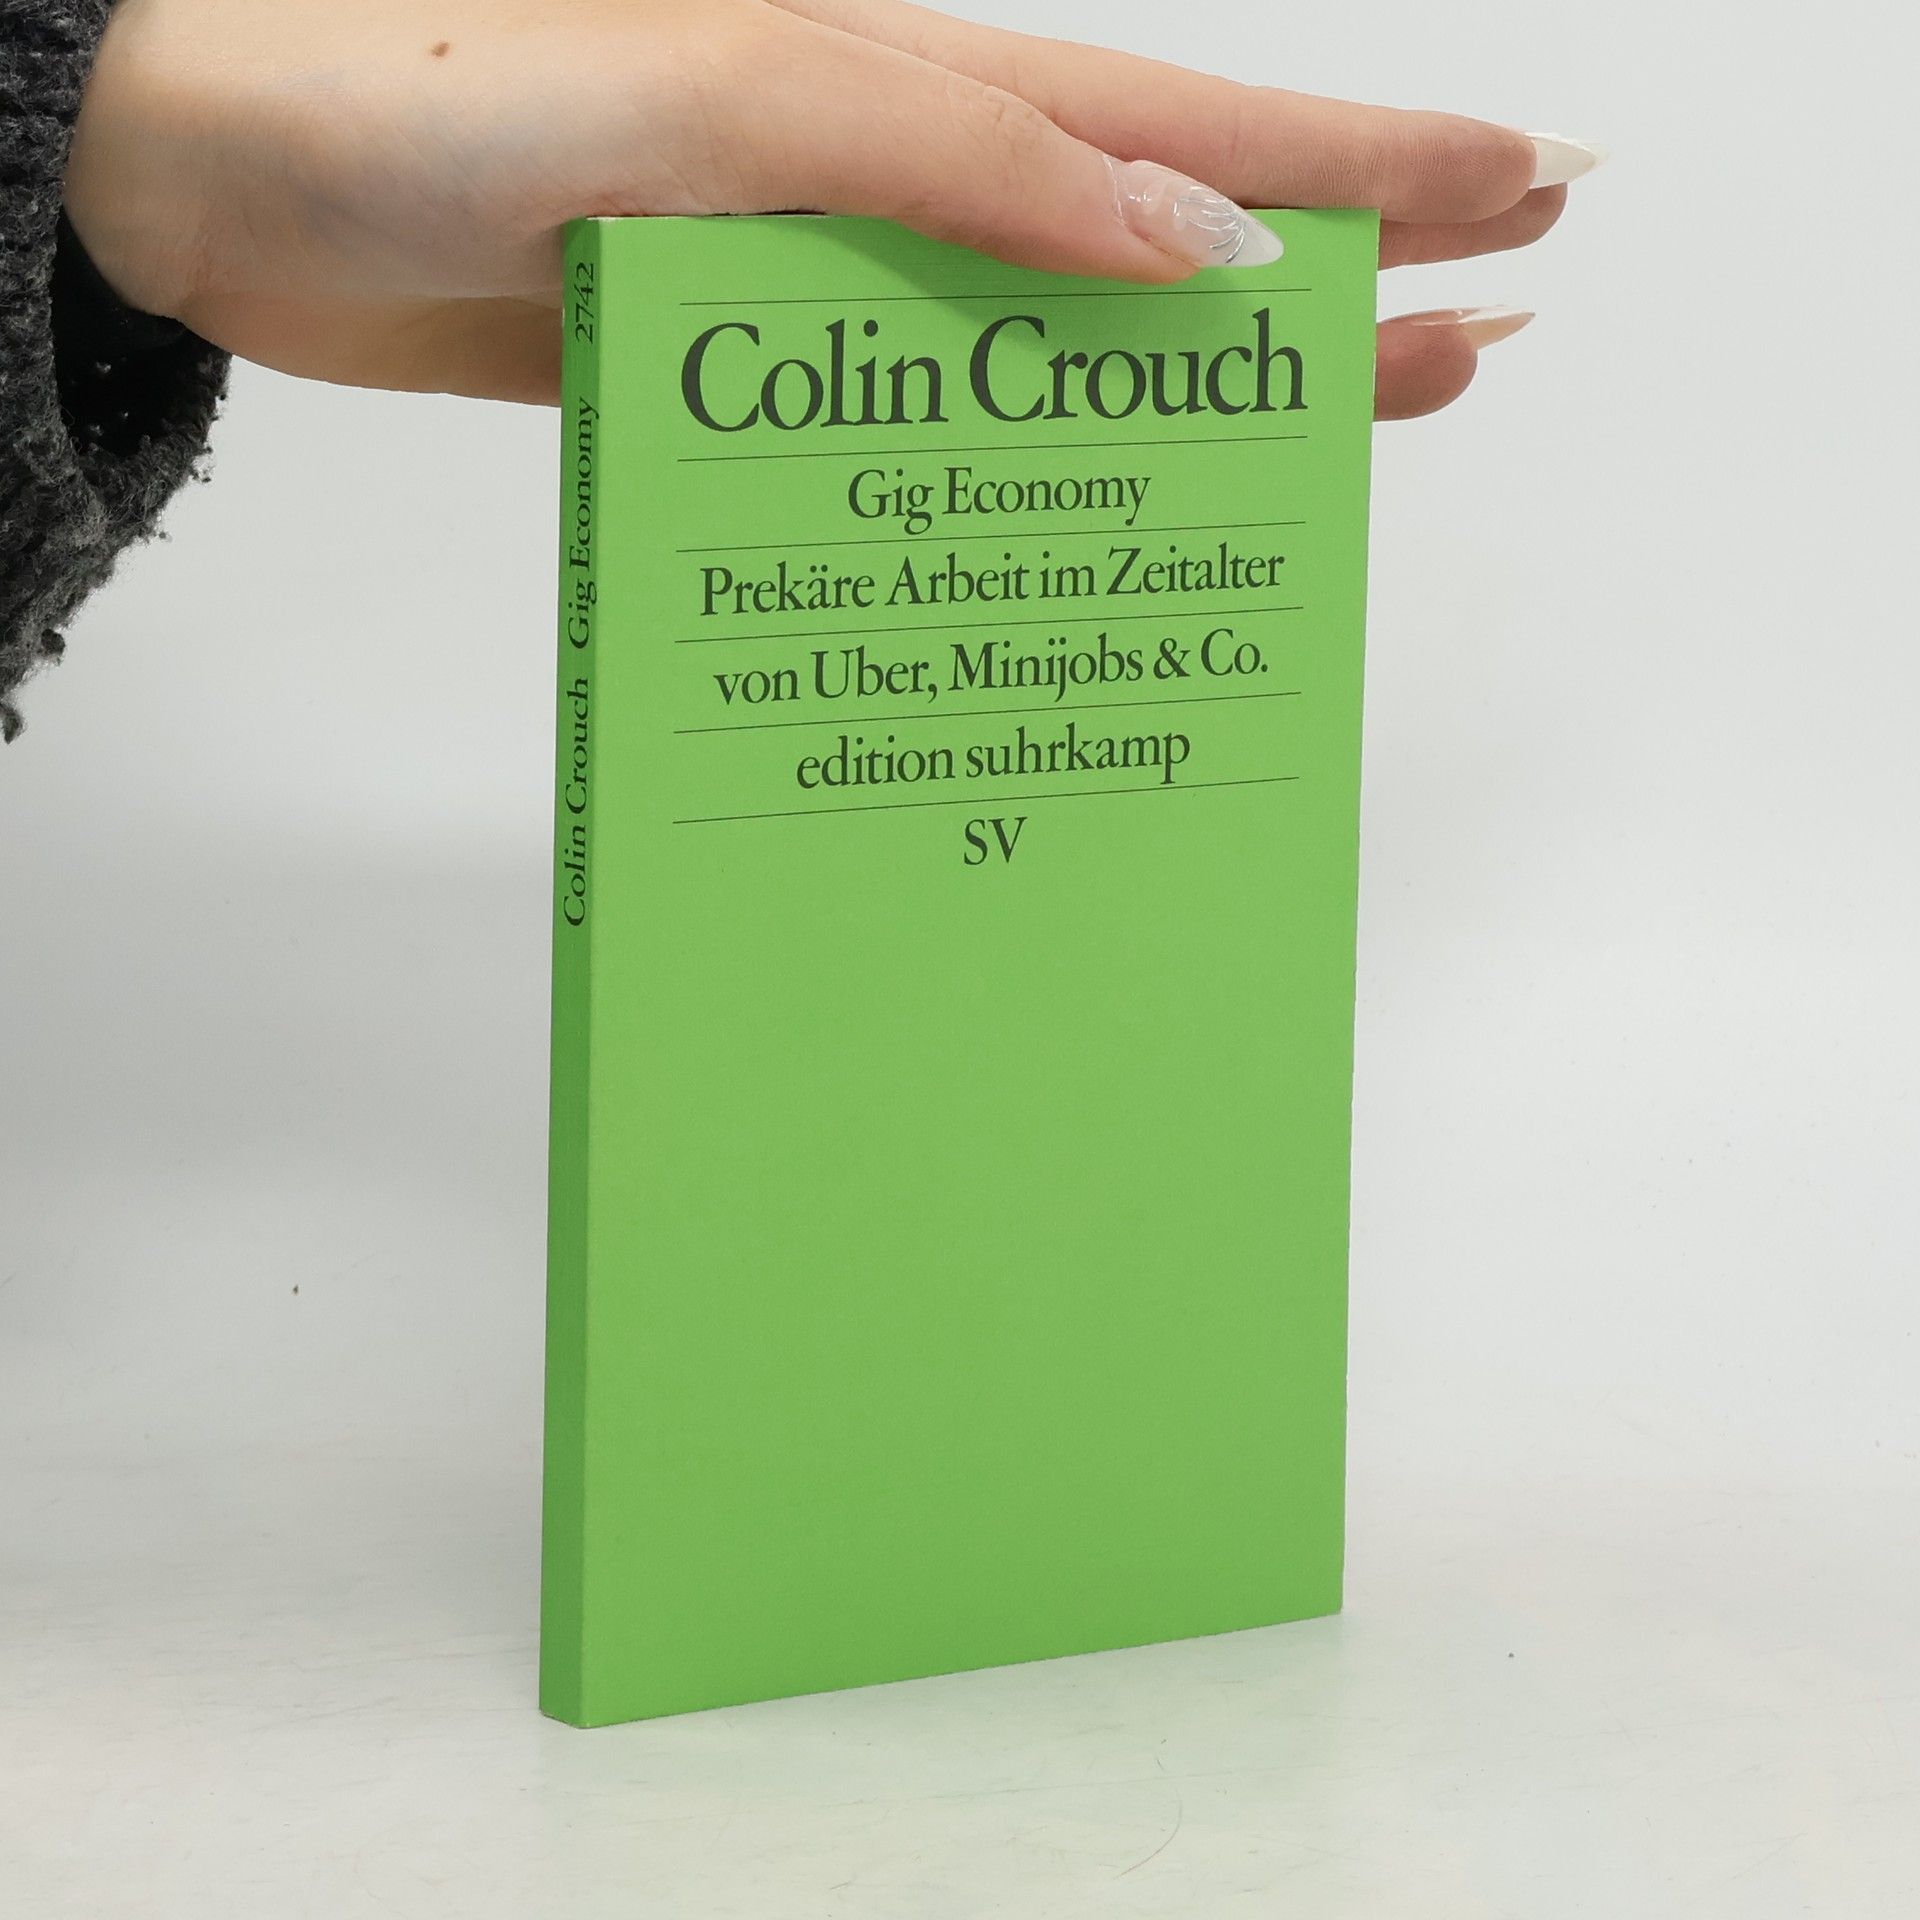 Colin Crouch Gig Economy 2742
Colin Crouch
Gig Economy
Prekäre Arbeit im Zeitalter
von Uber, Minijobs & Co.
edition suhrkamp
SV